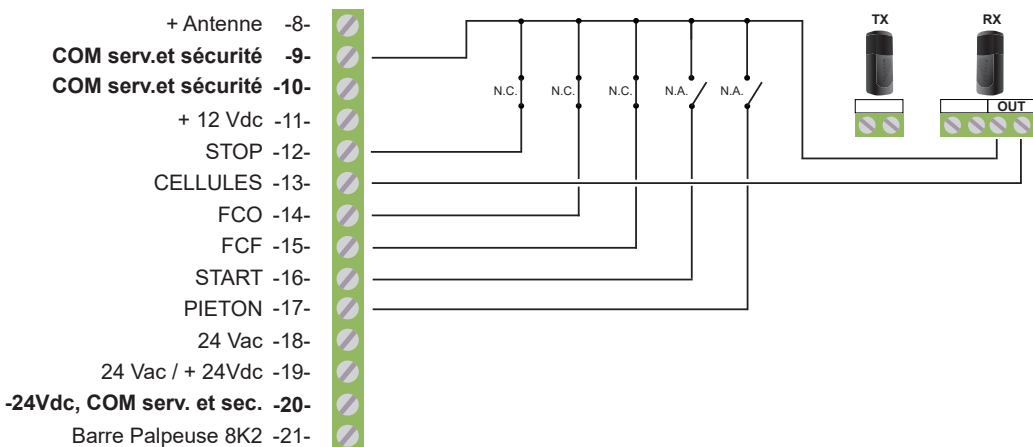 + Antenne -8-
COM serv.et sécurité -9-
COM serv.et sécurité -10-
+ 12 Vdc -11-
STOP -12-
CELLULES -13-
FCO -14-
FCF -15-
START -16-
PIETON -17-
24 Vac -18-
24 Vac / + 24Vdc -19-
-24Vdc, COM serv. et sec. -20-
Barre Palpeuse 8K2 -21-
N.C. N.C. N.C. N.A. N.A.
TX RX
OUT